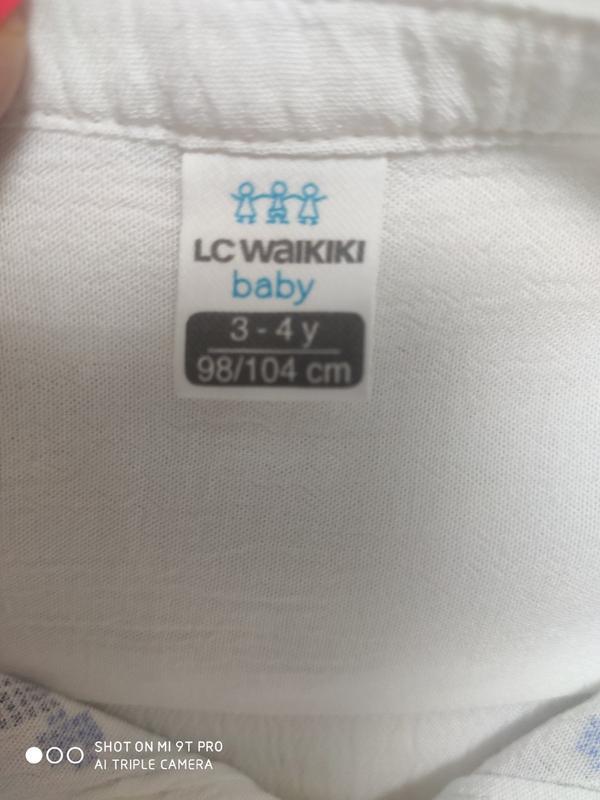 LC WAIKIKI
baby
3 - 4 y
98/104 cm
SHOT ON MI 9T PRO
AI TRIPLE CAMERA